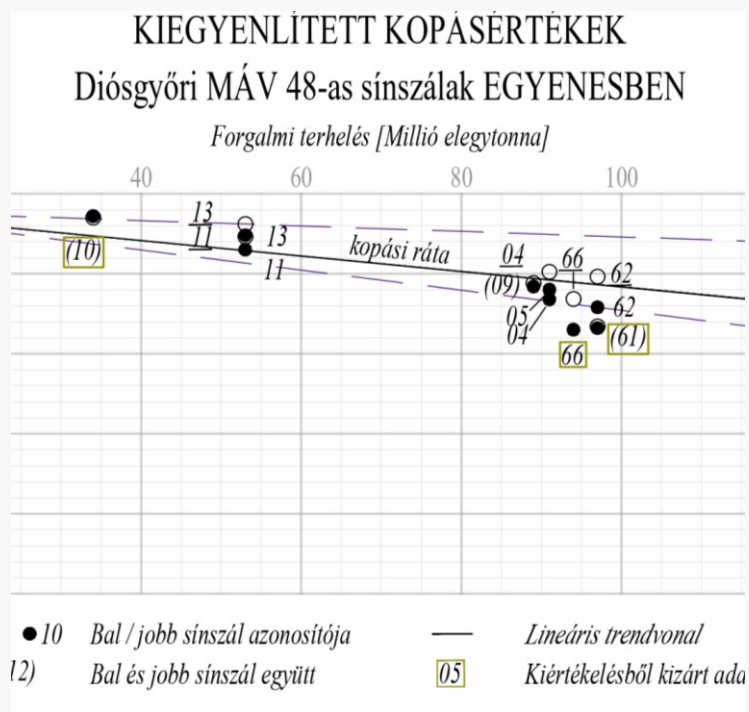 KIEGYENLÍTETT KOPÁSÉRTÉKEK
Diósgyőri MÁV 48-as sínszálak EGYENESBEN
Forgalmi terhelés [Millió elegytonna]
40 60 80 100
13
11 13
(10) kopási ráta 04 66
11 (09) 62
05 62
04 (61)
66
10 Bal / jobb sínszál azonosítója Lineáris trendvonal
12) Bal és jobb sínszál együtt 05 Kiértékelésből kizárt